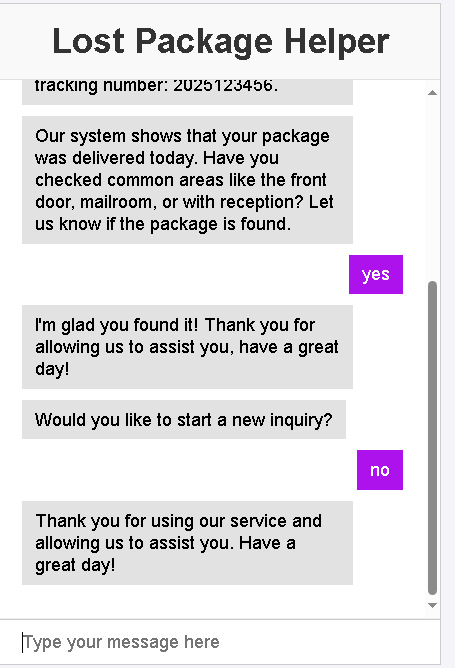 Lost Package Helper
tracking number: 2025123456.
Our system shows that your package
was delivered today. Have you
checked common areas like the front
door, mailroom, or with reception? Let
us know if the package is found.
yes
I'm glad you found it! Thank you for
allowing us to assist you, have a great
day!
Would you like to start a new inquiry?
no
Thank you for using our service and
allowing us to assist you. Have a
great day!
Type your message here